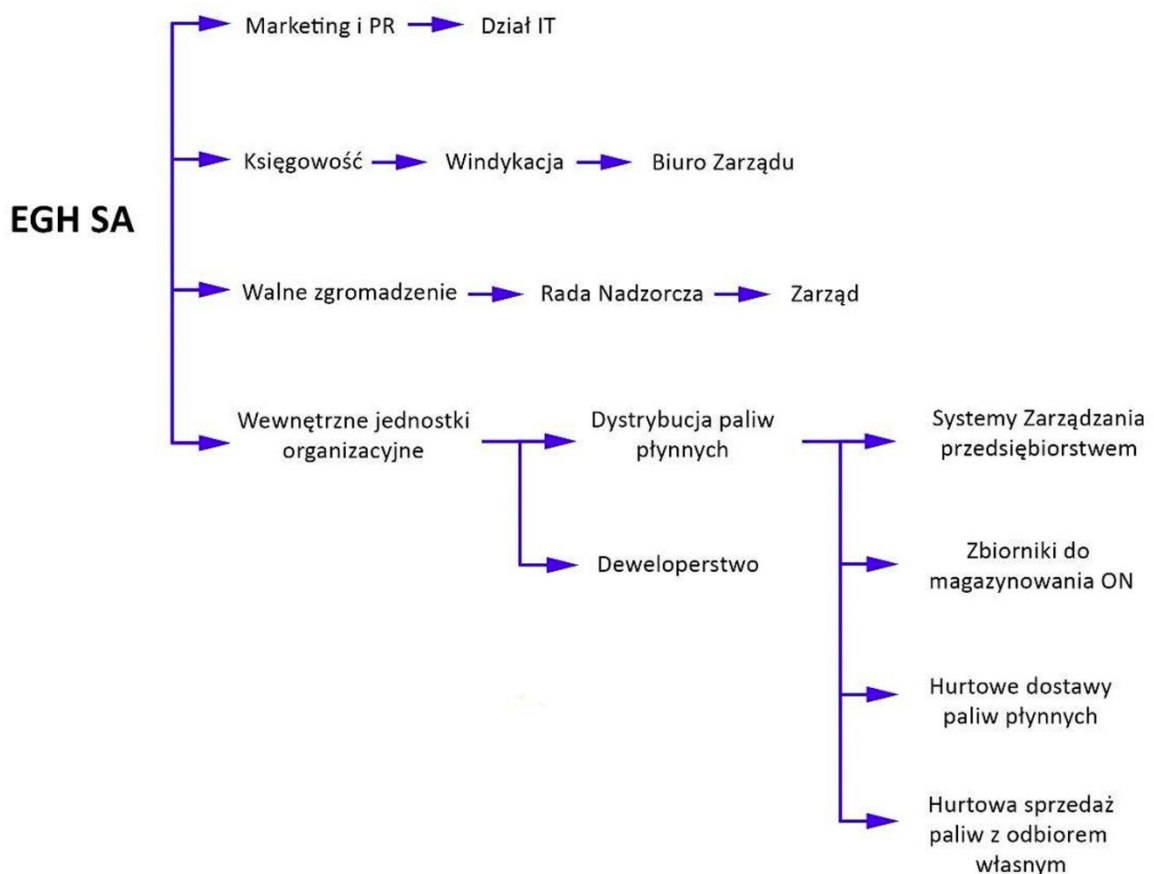 Marketing i PR
Dział IT
Księgowość
Windykacja
Biuro Zarządu
EGH SA
Walne zgromadzenie
Rada Nadzorcza
Zarząd
Wewnętrzne jednostki
organizacyjne
Dystrybucja paliw
płynnych
Systemy Zarządzania
przedsiębiorstwem
Deweloperstwo
Zbiorniki do
magazynowania ON
Hurtowe dostawy
paliw płynnych
Hurtowa sprzedaż
paliw z odbiorem
własnym